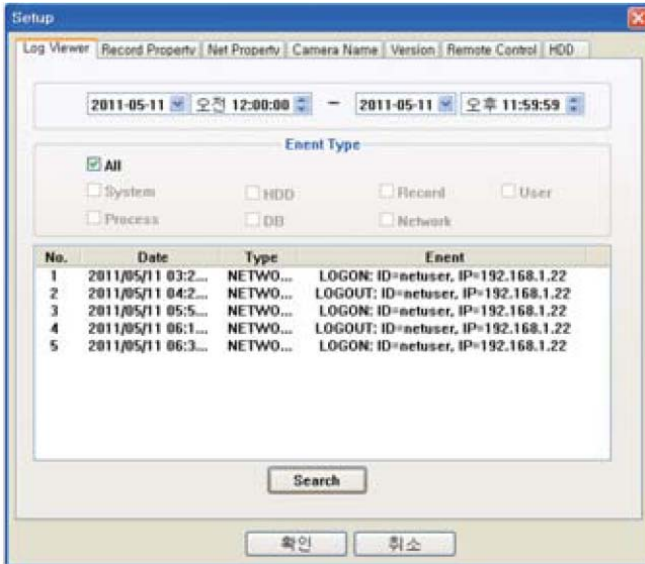 Setup
Log Viewer Record Property Net Property Camera Name Version Remote Control HDD
2011-05-11 오전 12:00:00 – 2011-05-11 오후 11:59:59
Enent Type
All
System HDD Record User
Process DB Network
No. Date Type Enent
1 2011/05/11 03:2... NETWO... LOGON: ID=netuser, IP=192.168.1.22
2 2011/05/11 04:2... NETWO... LOGOUT: ID=netuser, IP=192.168.1.22
3 2011/05/11 05:5... NETWO... LOGON: ID=netuser, IP=192.168.1.22
4 2011/05/11 06:1... NETWO... LOGOUT: ID=netuser, IP=192.168.1.22
5 2011/05/11 06:3... NETWO... LOGON: ID=netuser, IP=192.168.1.22
Search
확인 취소